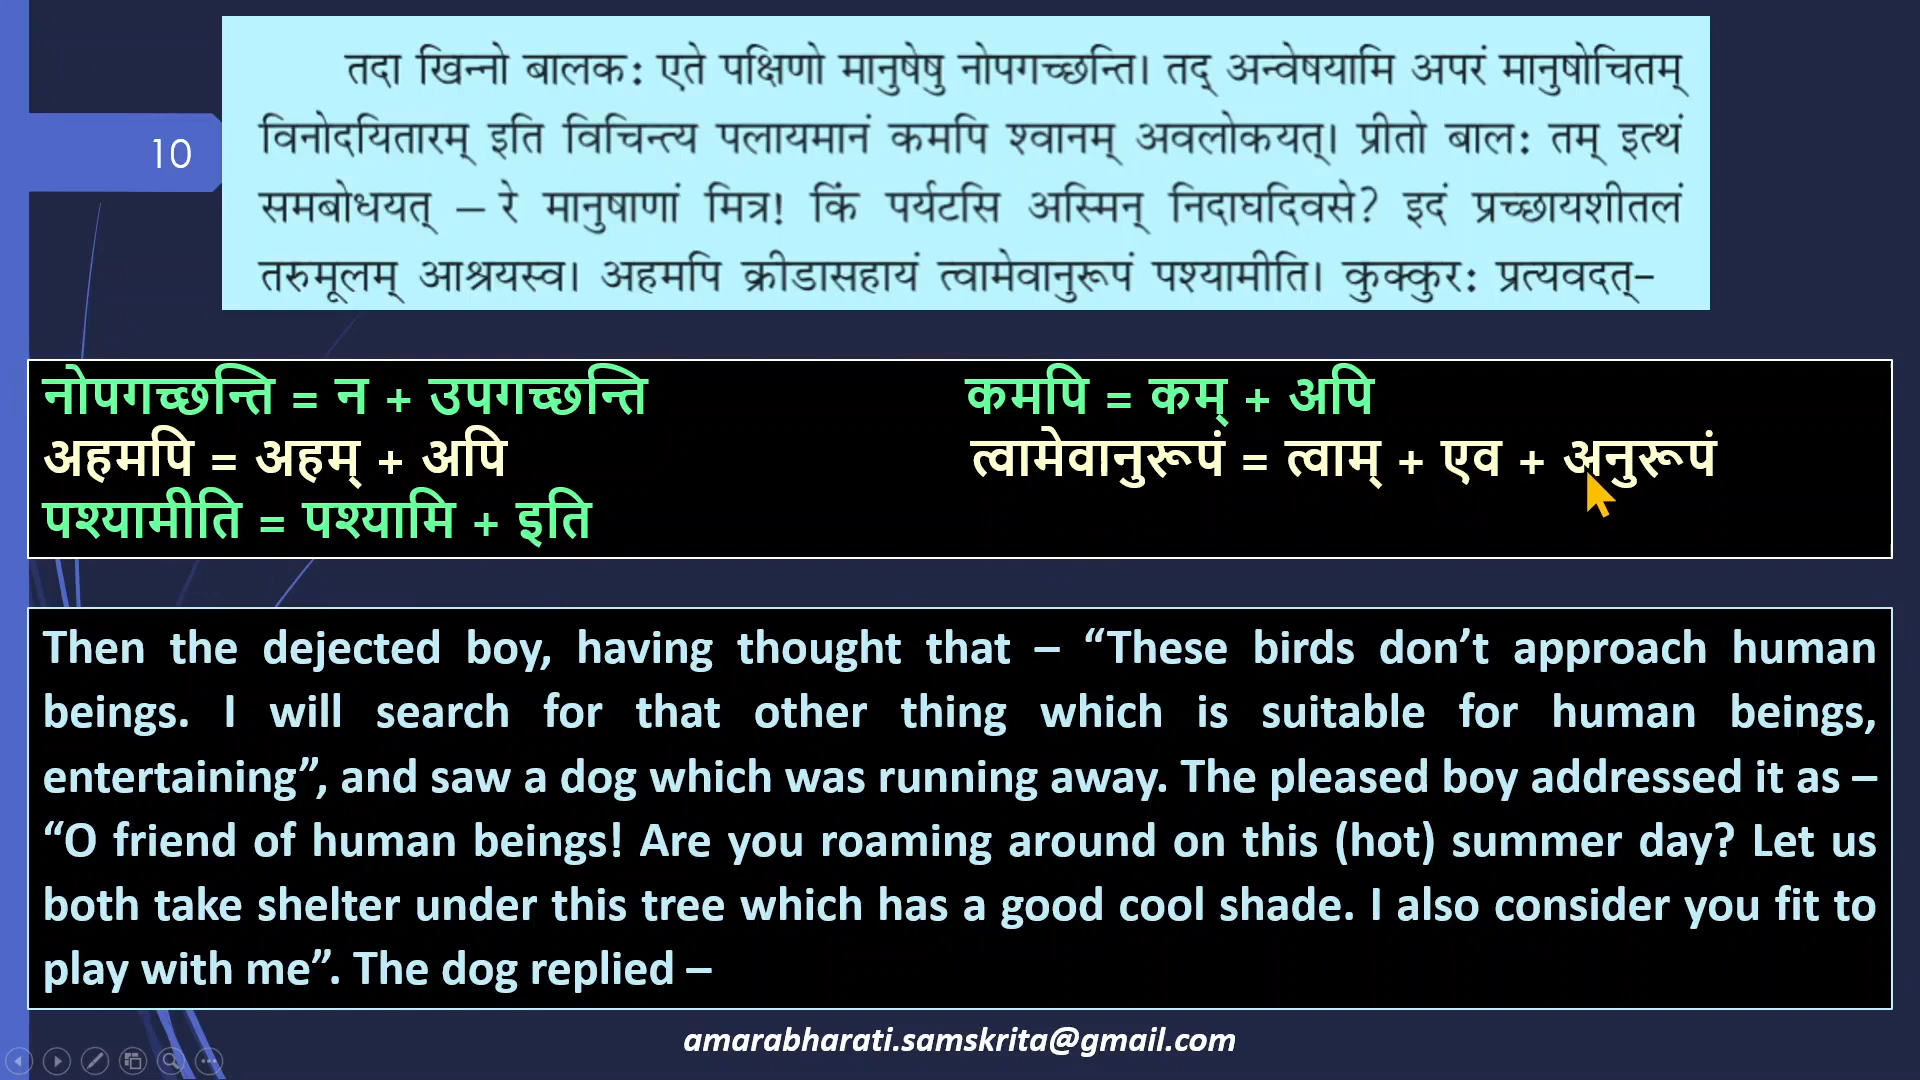 तदा खिन्नो बालकः एते पक्षिणो मानुषेषु नोपगच्छन्ति। तद् अन्वेषयामि अपरं मानुषोचितम्
10
विनोदयितारम् इति विचिन्त्य पलायमानं कमपि श्वानम् अवलोकयत्। प्रीतो बालः तम् इत्थं
समबोधयत् – रे मानुषाणां मित्र! किं पर्यटसि अस्मिन् निदाघदिवसे? इदं प्रच्छायशीतलं
तरुमूलम् आश्रयस्व। अहमपि क्रीडासहायं त्वामेवानुरूपं पश्यामीति। कुक्कुरः प्रत्यवदत्–
नोपगच्छन्ति = न + उपगच्छन्ति कमपि = कम् + अपि
अहमपि = अहम् + अपि त्वामेवानुरूपं = त्वाम् + एव + अनुरूपं
पश्यामीति = पश्यामि + इति
Then the dejected boy, having thought that – “These birds don’t approach human
beings. I will search for that other thing which is suitable for human beings,
entertaining”, and saw a dog which was running away. The pleased boy addressed it as –
“O friend of human beings! Are you roaming around on this (hot) summer day? Let us
both take shelter under this tree which has a good cool shade. I also consider you fit to
play with me”. The dog replied –
amarabharati.samskrita@gmail.com